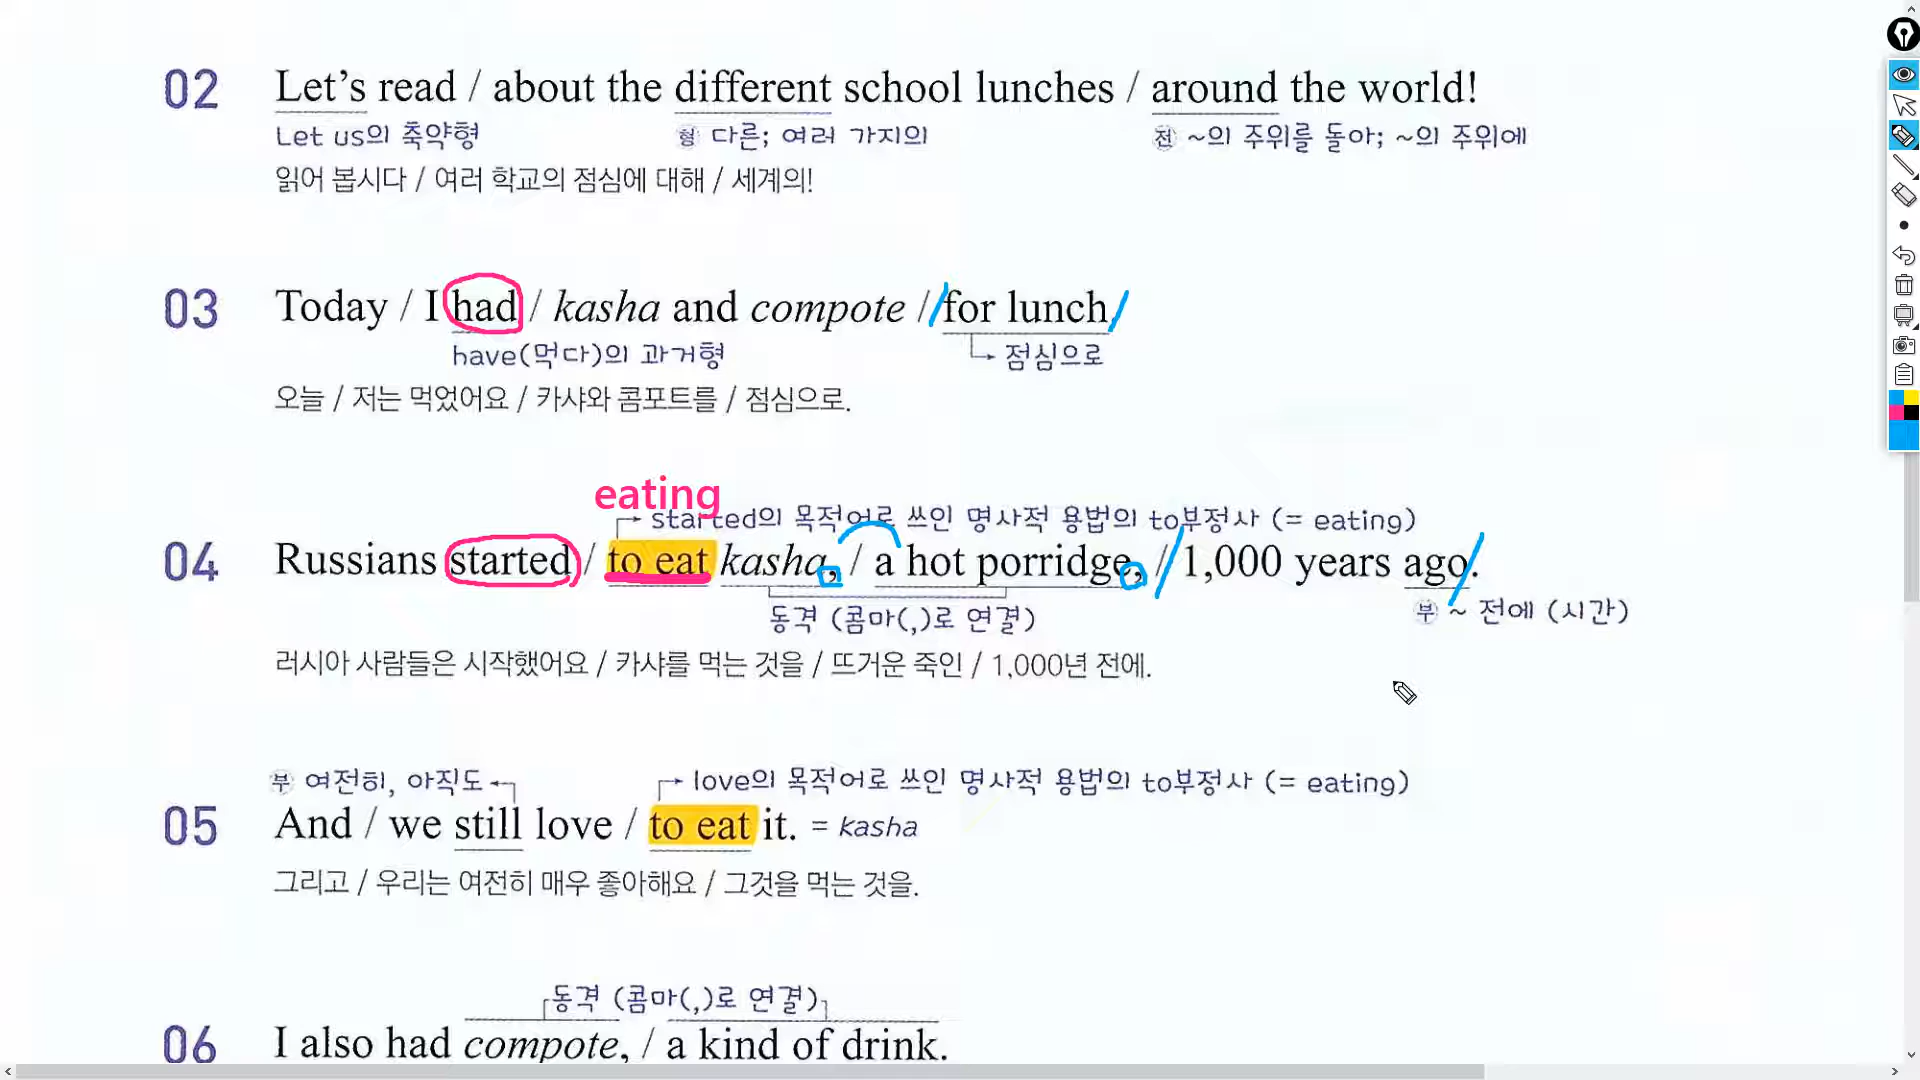 02 Let's read / about the different school lunches / around the world!
Let us의 축약형 형 다른; 여러 가지의 전 ~의 주위를 돌아; ~의 주위에
읽어 봅시다 / 여러 학교의 점심에 대해 / 세계의!
03 Today / I had / kasha and compote / for lunch.
have(먹다)의 과거형 점심으로
오늘 / 저는 먹었어요 / 카샤와 콤포트를 / 점심으로.
eating
started의 목적어로 쓰인 명사적 용법의 to부정사 (= eating)
04 Russians started / to eat kasha, / a hot porridge, / 1,000 years ago.
동격 (콤마(,)로 연결) 부 ~ 전에 (시간)
러시아 사람들은 시작했어요 / 카샤를 먹는 것을 / 뜨거운 죽인 / 1,000년 전에.
부 여전히, 아직도 love의 목적어로 쓰인 명사적 용법의 to부정사 (= eating)
05 And / we still love / to eat it. = kasha
그리고 / 우리는 여전히 매우 좋아해요 / 그것을 먹는 것을.
동격 (콤마(,)로 연결)
06 I also had compote, / a kind of drink.